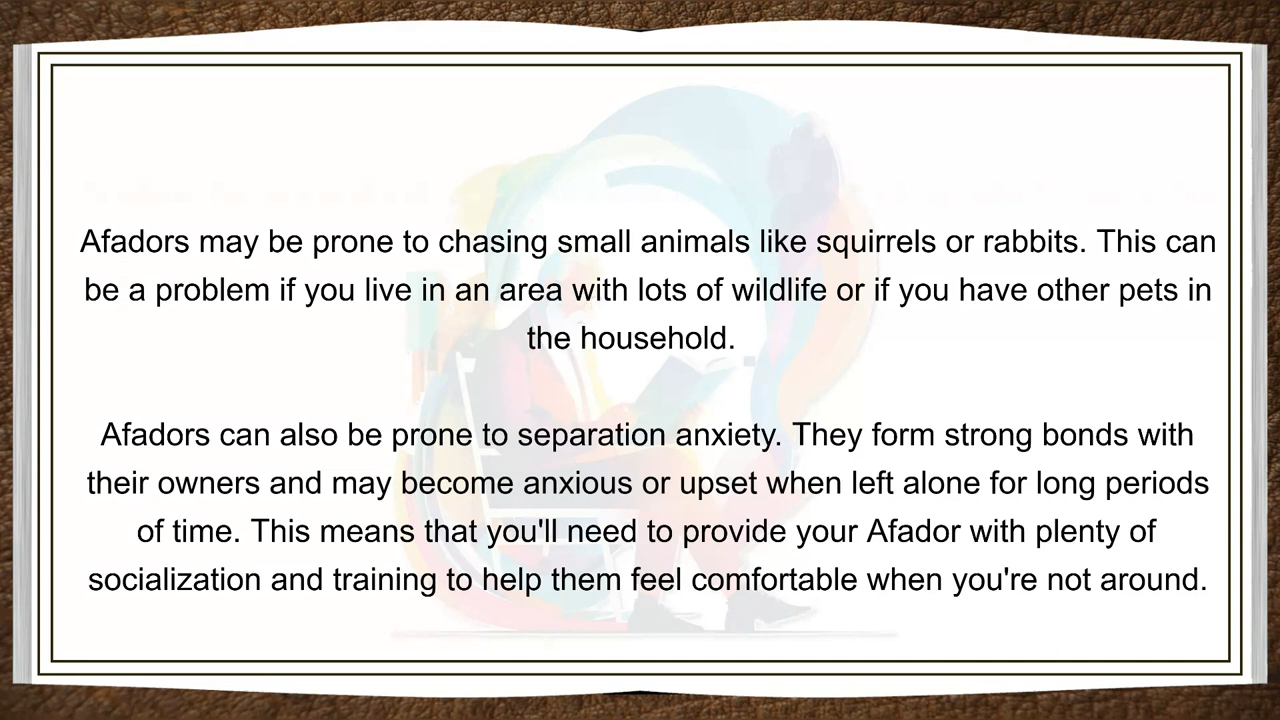 Afadors may be prone to chasing small animals like squirrels or rabbits. This can
be a problem if you live in an area with lots of wildlife or if you have other pets in
the household.
Afadors can also be prone to separation anxiety. They form strong bonds with
their owners and may become anxious or upset when left alone for long periods
of time. This means that you'll need to provide your Afador with plenty of
socialization and training to help them feel comfortable when you're not around.